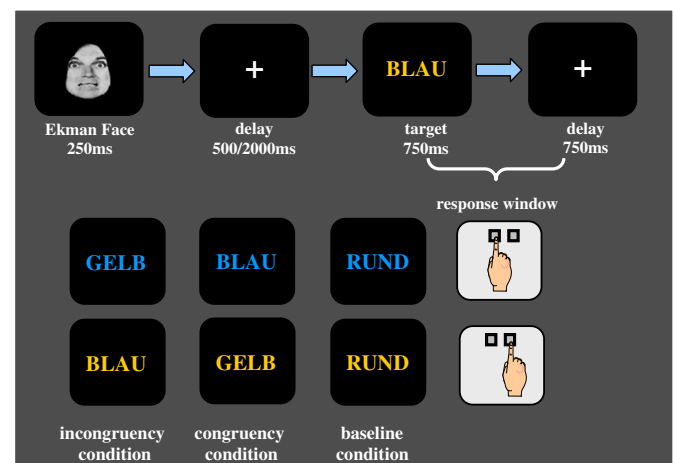 +
BLAU
+
Ekman Face
250ms
delay
500/2000ms
target
750ms
delay
750ms
response window
GELB
BLAU
RUND
BLAU
GELB
RUND
incongruency
condition
congruency
condition
baseline
condition